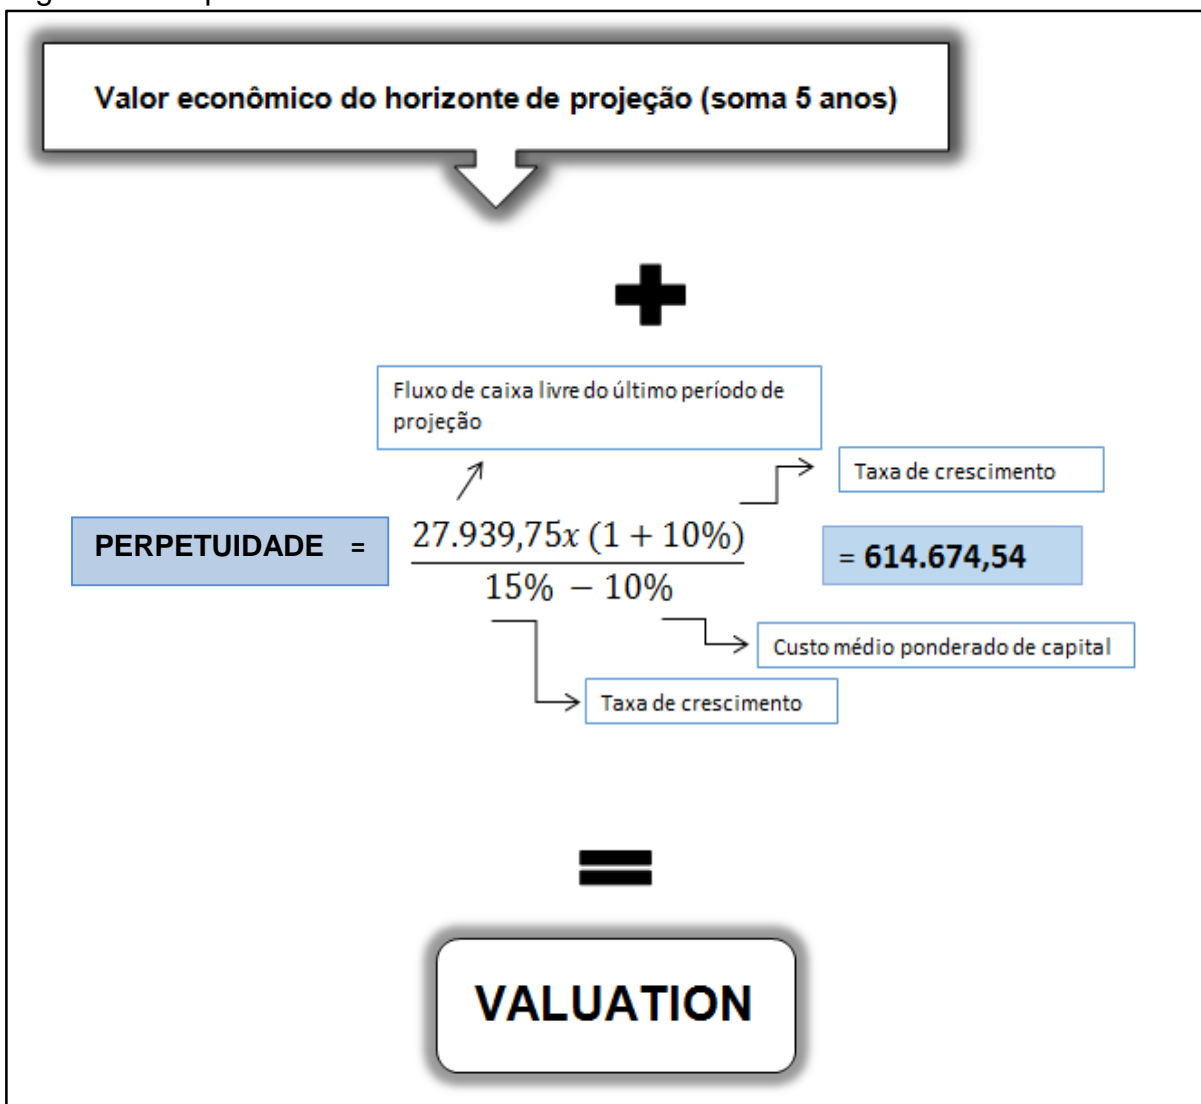 Valor econômico do horizonte de projeção (soma 5 anos)
Fluxo de caixa livre do último período de
projeção
Taxa de crescimento
PERPETUIDADE =
27.939,75x (1 + 10%)
15% − 10%
= 614.674,54
Custo médio ponderado de capital
Taxa de crescimento
VALUATION